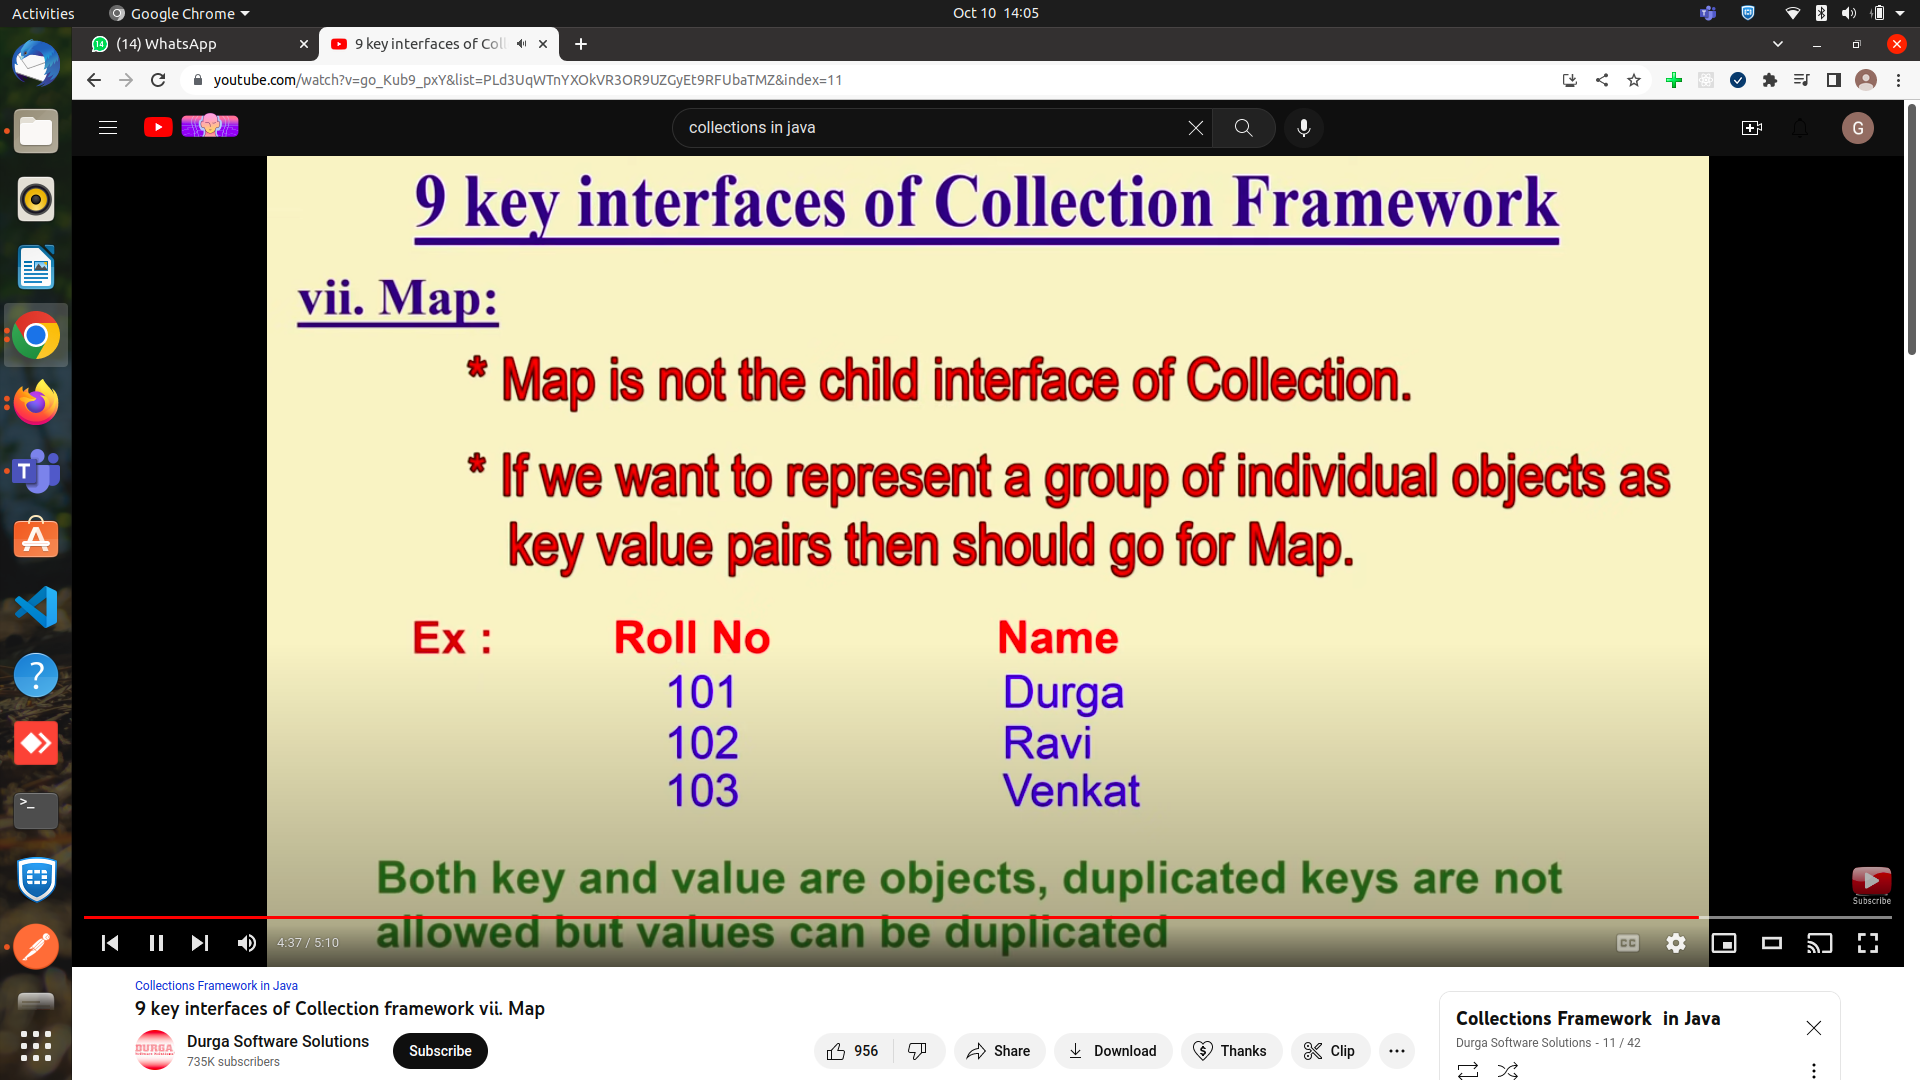 Activities Google Chrome Oct 10 14:05
(14) WhatsApp 9 key interfaces of Coll
youtube.com/watch?v=go_Kub9_pxY&list=PLd3UqWTnYXOkVR3OR9UZGyEt9RFUbaTMZ&index=11
collections in java G
9 key interfaces of Collection Framework
vii. Map:
* Map is not the child interface of Collection.
* If we want to represent a group of individual objects as
key value pairs then should go for Map.
Ex : Roll No Name
101 Durga
102 Ravi
103 Venkat
Both key and value are objects, duplicated keys are not
allowed but values can be duplicated
Subscribe
4:37 / 5:10 CC
Collections Framework in Java
9 key interfaces of Collection framework vii. Map
DURGA
Durga Software Solutions
735K subscribers
Subscribe
956 Share Download Thanks Clip
Collections Framework in Java
Durga Software Solutions - 11 / 42